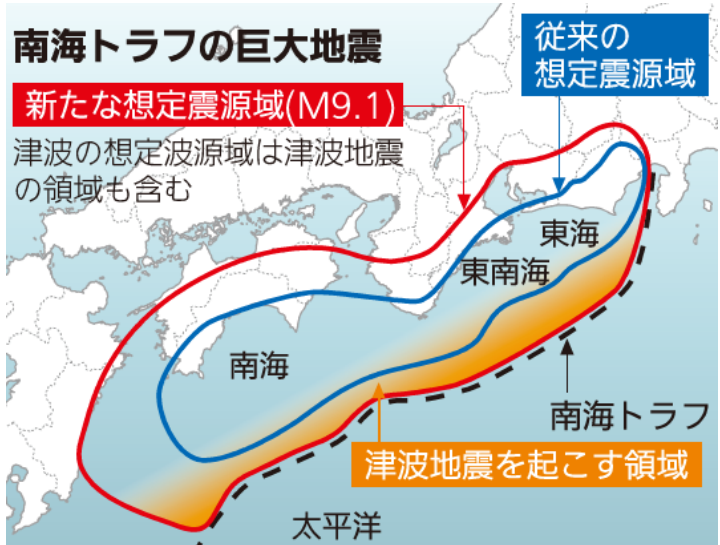 南海トラフの巨大地震
新たな想定震源域(M9.1)
津波の想定波源域は津波地震
の領域も含む
従来の
想定震源域
東海
東南海
南海
南海トラフ
津波地震を起こす領域
太平洋